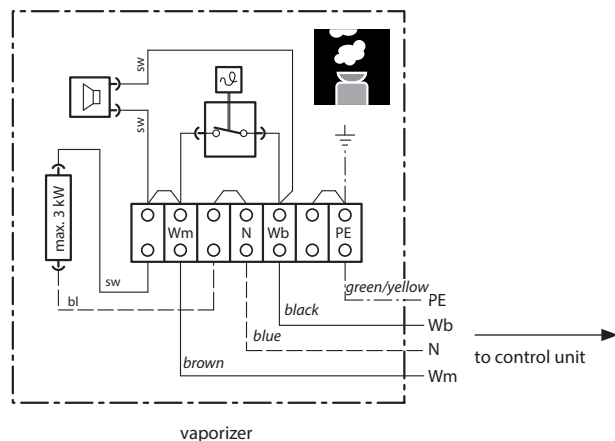 sw
sw
max. 3 kW
Wm
N
Wb
PE
sw
bl
green/yellow
PE
black
Wb
blue
N
to control unit
brown
Wm
vaporizer